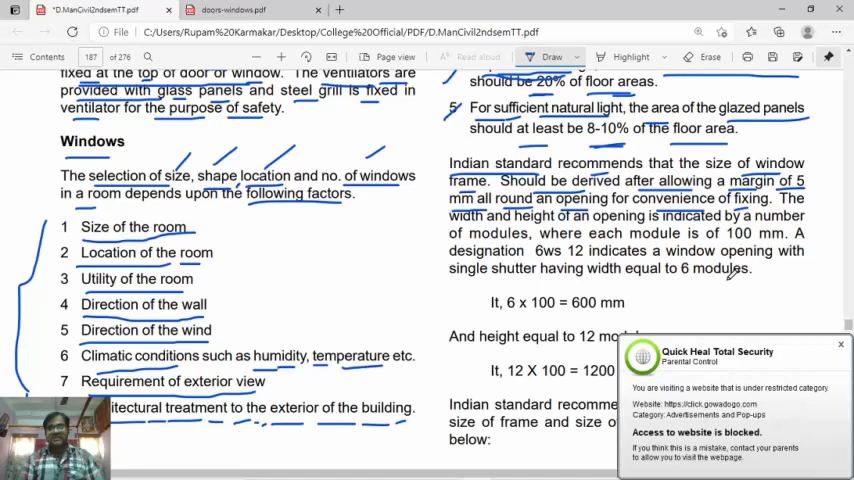 *D.ManCivil2ndsemTT.pdf
doors-windows.pdf
C:/Users/Rupam%20Karmakar/Desktop/College%20Official/PDF/D.ManCivil2ndsemTT.pdf
Contents
187
of 276
Page view
Read aloud
Draw
Highlight
Erase
fixed at the top of door or window. The ventilators are
provided with glass panels and steel grill is fixed in
ventilator for the purpose of safety.
Windows
The selection of size, shape, location and no. of windows
in a room depends upon the following factors.
1 Size of the room
2 Location of the room
3 Utility of the room
4 Direction of the wall
5 Direction of the wind
6 Climatic conditions such as humidity, temperature etc.
7 Requirement of exterior view
itectural treatment to the exterior of the building.
should be 20% of floor areas.
5 For sufficient natural light, the area of the glazed panels
should at least be 8-10% of the floor area.
Indian standard recommends that the size of window
frame. Should be derived after allowing a margin of 5
mm all round an opening for convenience of fixing. The
width and height of an opening is indicated by a number
of modules, where each module is of 100 mm. A
designation 6ws 12 indicates a window opening with
single shutter having width equal to 6 modules.
It, 6 x 100 = 600 mm
And height equal to 12 mod
It, 12 X 100 = 1200
Indian standard recomme
size of frame and size of
below:
Quick Heal Total Security
Parental Control
You are visiting a website that is under restricted category.
Website: https://click.gowadogo.com
Category: Advertisements and Pop-ups
Access to website is blocked.
If you think this is a mistake, contact your parents
to allow you to visit the webpage.